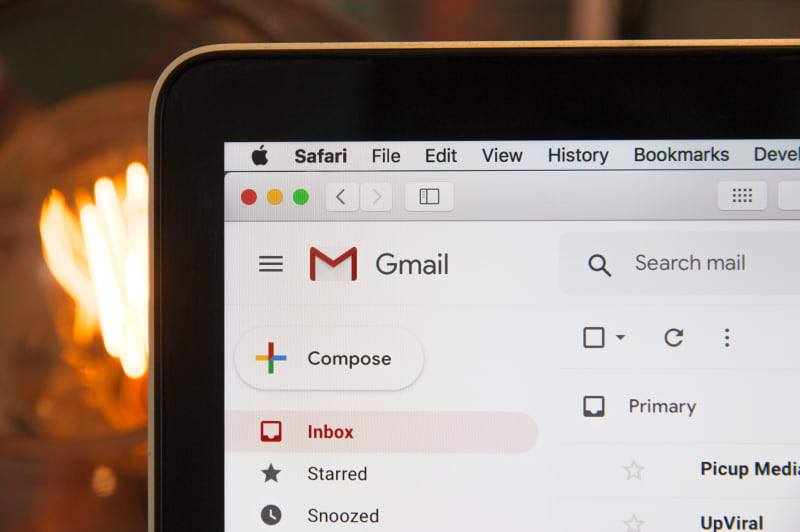 Safari File Edit View History Bookmarks Devel
Gmail
Search mail
Compose
Primary
Inbox
Starred
Picup Media
Snoozed
UpViral